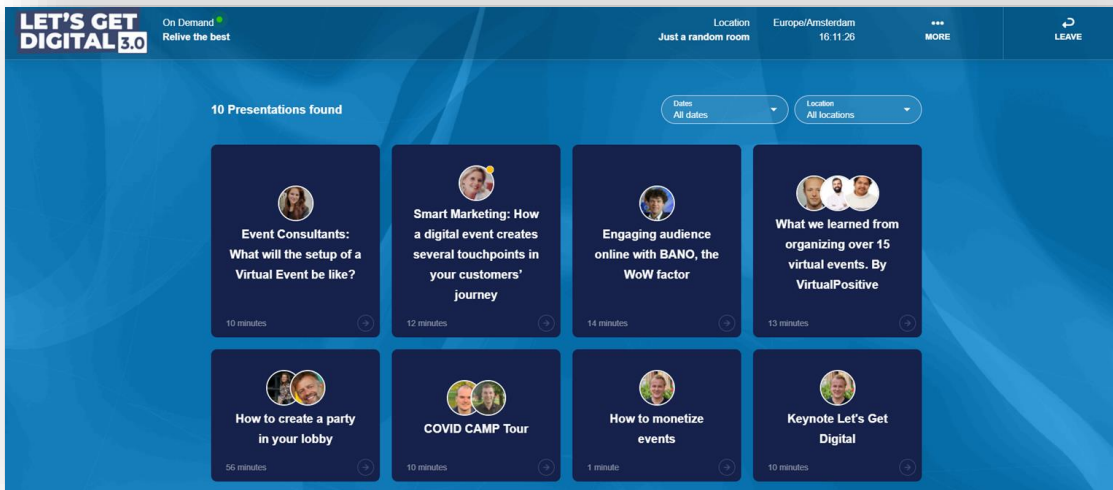 LET'S GET
DIGITAL 3.0
On Demand
Relive the best
Location
Just a random room
Europe/Amsterdam
16:11:26
•••
MORE
LEAVE
10 Presentations found
Dates
All dates
Location
All locations
Event Consultants:
What will the setup of a
Virtual Event be like?
10 minutes
Smart Marketing: How
a digital event creates
several touchpoints in
your customers'
journey
12 minutes
Engaging audience
online with BANO, the
WoW factor
14 minutes
What we learned from
organizing over 15
virtual events. By
VirtualPositive
13 minutes
How to create a party
in your lobby
56 minutes
COVID CAMP Tour
10 minutes
How to monetize
events
1 minute
Keynote Let's Get
Digital
10 minutes